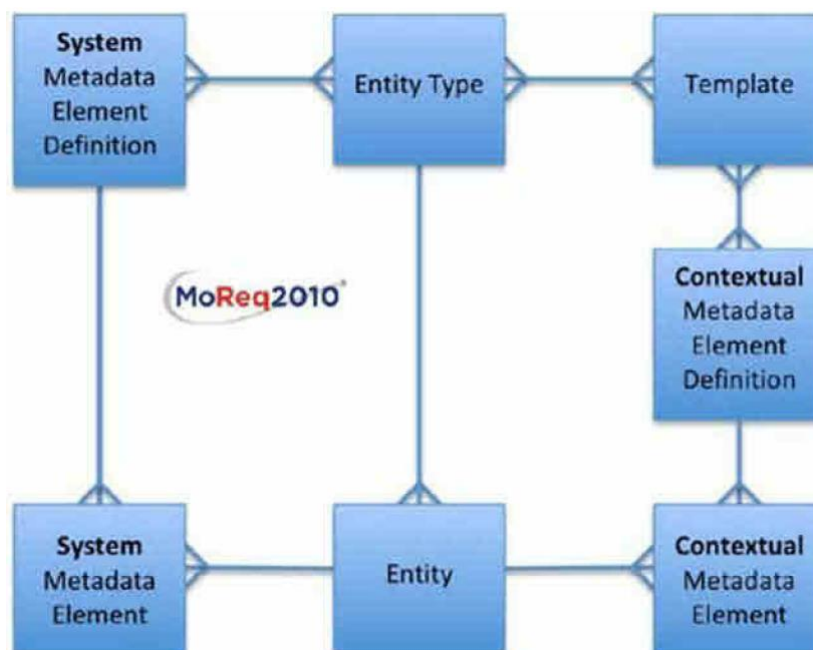 System
Metadata
Element
Definition
Entity Type
Template
MoReq2010®
Contextual
Metadata
Element
Definition
System
Metadata
Element
Entity
Contextual
Metadata
Element